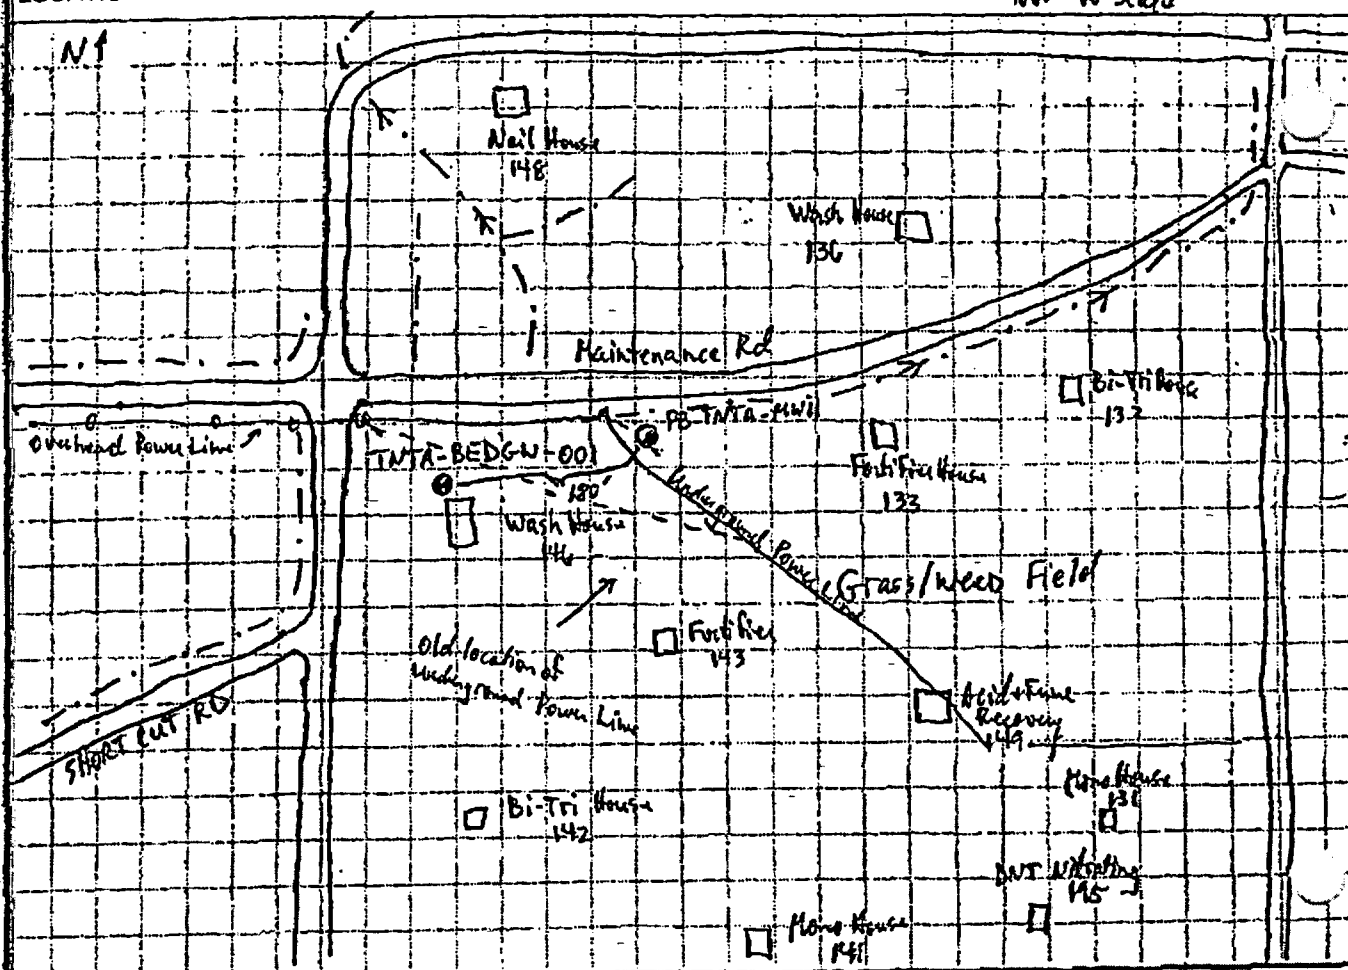 N↑
Nail House
148
Wash House
136
Maintenance Rd
Bi-Tri House
132
PB-TNTA-MW1
Overhead Power Line
TNTA-BEDGW-001
Fortifier House
133
180'
Wash House
146
Underground Power Line
Grass/Weed Field
Fortifier
143
Old location of
Underground Power Line
Acid + Fume
Recovery
149
SHORT CUT RD
Mono House
131
Bi-Tri House
142
DNT Nitrating
195
Mono House
141